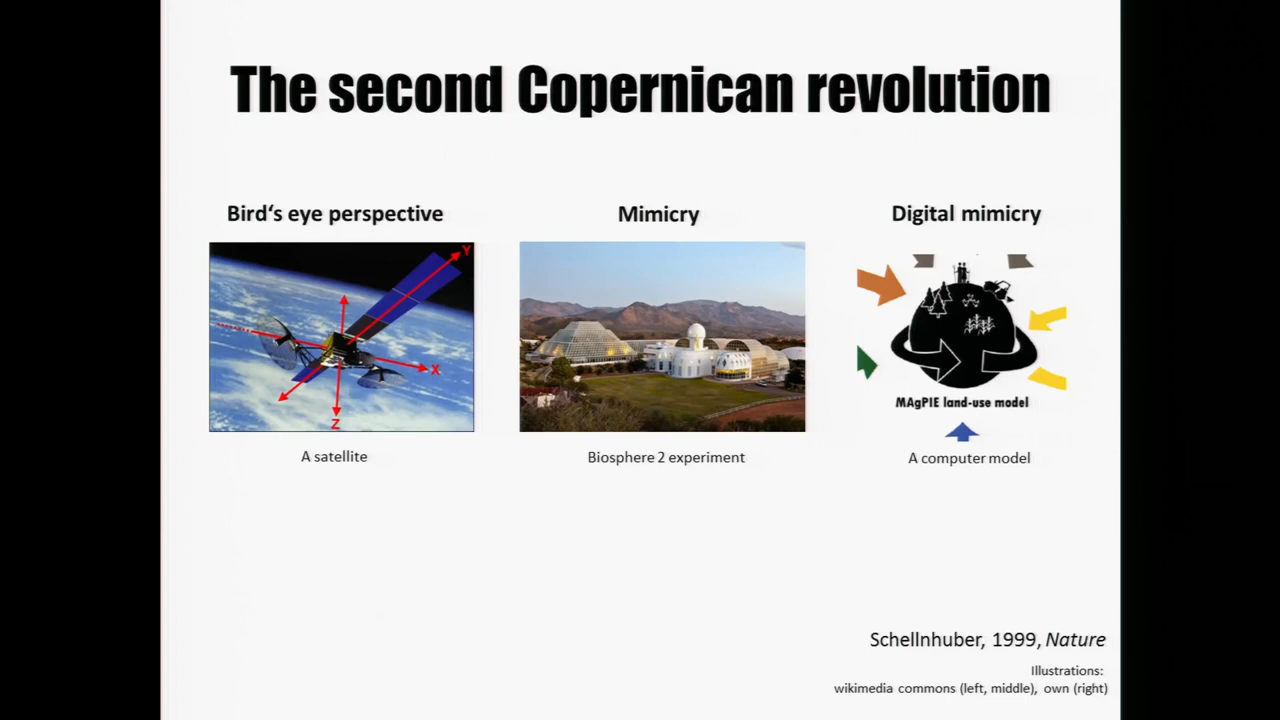 The second Copernican revolution
Bird‘s eye perspective
Mimicry
Digital mimicry
Y
X
Z
MAgPIE land-use model
A satellite
Biosphere 2 experiment
A computer model
Schellnhuber, 1999, Nature
Illustrations:
wikimedia commons (left, middle), own (right)